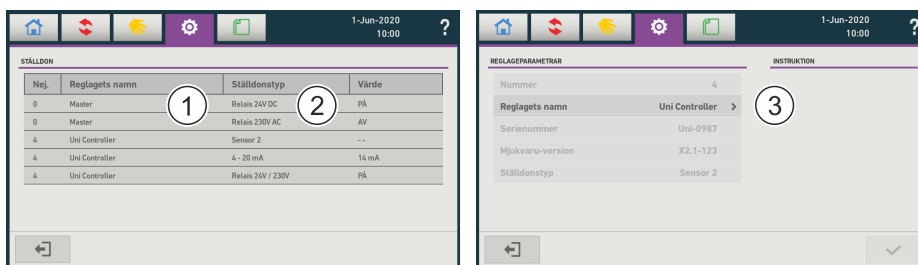 1-Jun-2020
10:00
?
STÄLLDON
Nej. Reglagets namn Ställdonstyp Värde
0 Master Relais 24V DC PÅ
0 Master Relais 230V AC AV
4 Uni Controller Sensor 2 --
4 Uni Controller 4 - 20 mA 14 mA
4 Uni Controller Relais 24V / 230V PÅ
1
2
1-Jun-2020
10:00
?
REGLAGEPARAMETRAR
INSTRUKTION
Nummer 4
Reglagets namn Uni Controller >
Serienummer Uni-0987
Mjukvaru-version X2.1-123
Ställdonstyp Sensor 2
3